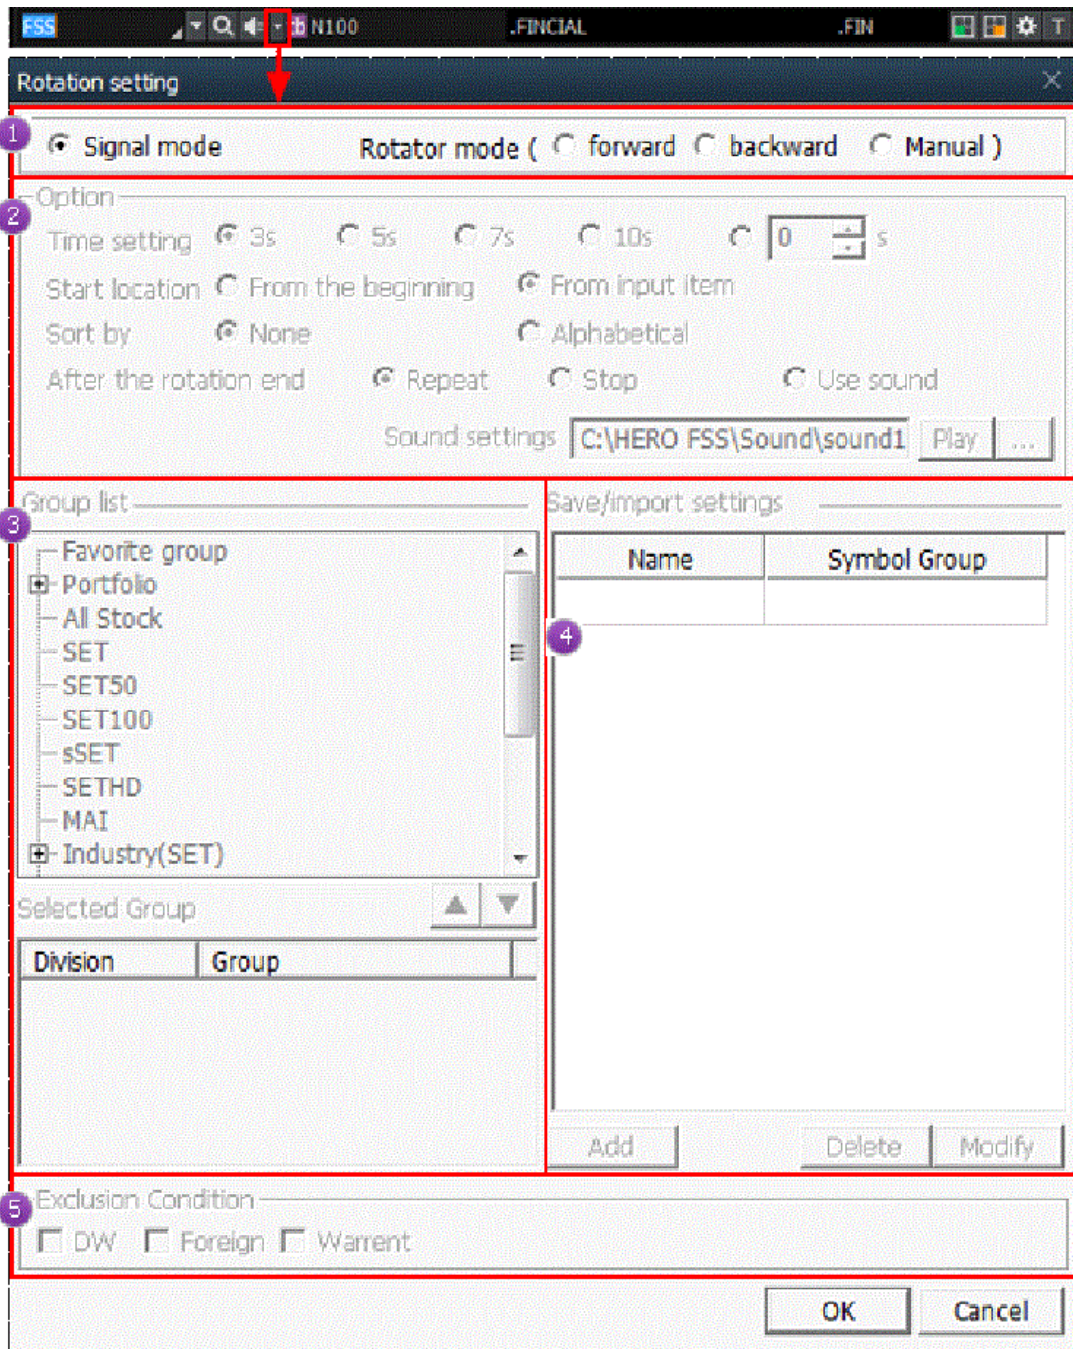 FSS N100 .FINCIAL .FIN T
Rotation setting
1
Signal mode Rotator mode ( forward backward Manual )
Option
2
Time setting 3s 5s 7s 10s 0 s
Start location From the beginning From input item
Sort by None Alphabetical
After the rotation end Repeat Stop Use sound
Sound settings C:\HERO FSS\Sound\sound1 Play ...
Group list
3
Favorite group
Portfolio
All Stock
SET
SET50
SET100
sSET
SETHD
MAI
Industry(SET)
Selected Group
Division Group
Save/import settings
Name Symbol Group
4
Add Delete Modify
Exclusion Condition
5
DW Foreign Warrent
OK Cancel